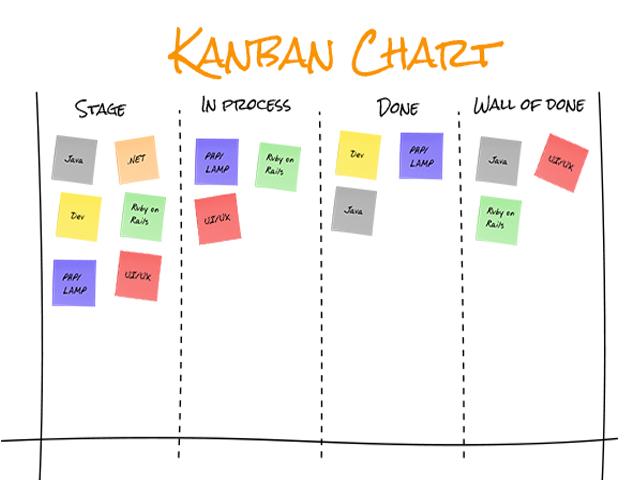 KANBAN CHART
STAGE
Java
.NET
Dev
Ruby on
Rails
PHP/
LAMP
UI/UX
IN PROCESS
PHP/
LAMP
Ruby on
Rails
UI/UX
DONE
Dev
PHP/
LAMP
Java
WALL OF DONE
Java
UI/UX
Ruby on
Rails